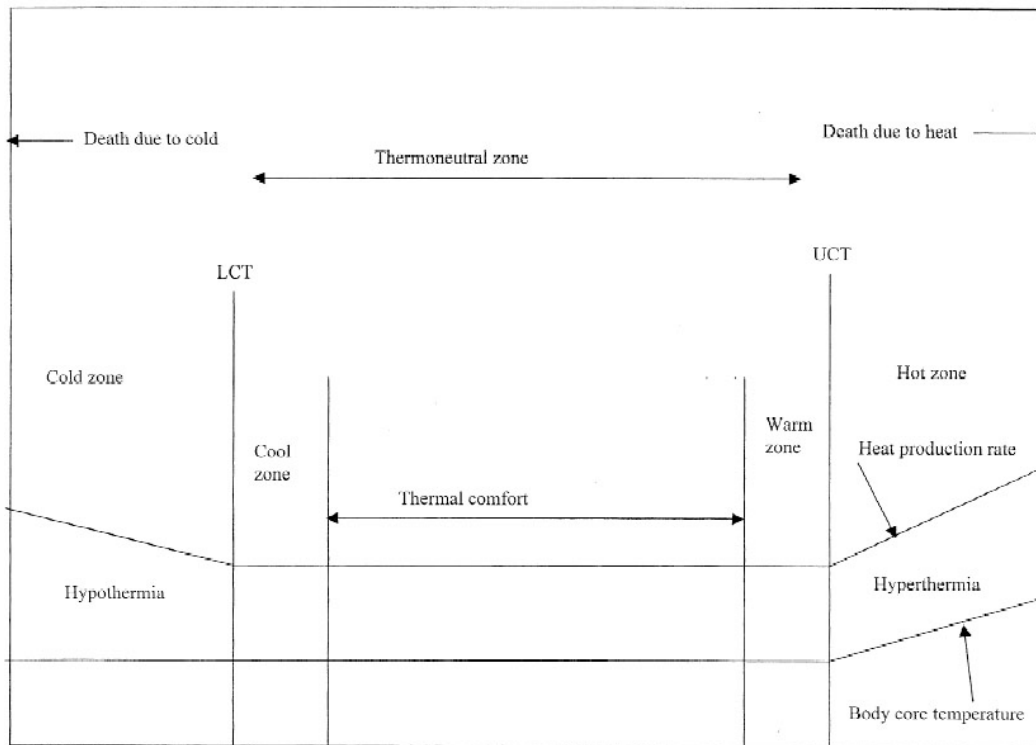 Death due to cold
Death due to heat
Thermoneutral zone
LCT
UCT
Cold zone
Hot zone
Cool
zone
Warm
zone
Heat production rate
Thermal comfort
Hypothermia
Hyperthermia
Body core temperature